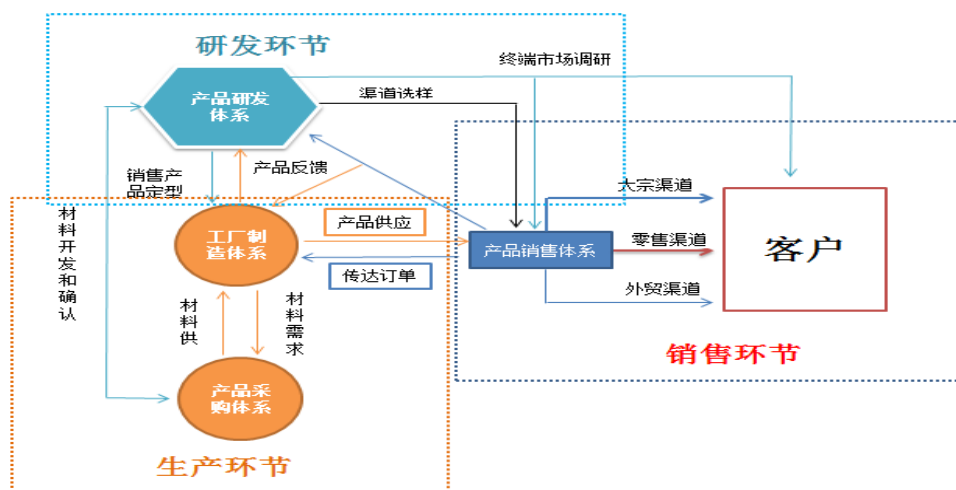 研发环节
终端市场调研
产品研发
体系
渠道选样
销售产
品定型
产品反馈
大宗渠道
材料开发和确认
工厂制
造体系
产品供应
产品销售体系
零售渠道
客户
传达订单
外贸渠道
材料供
材料需求
销售环节
产品采
购体系
生产环节